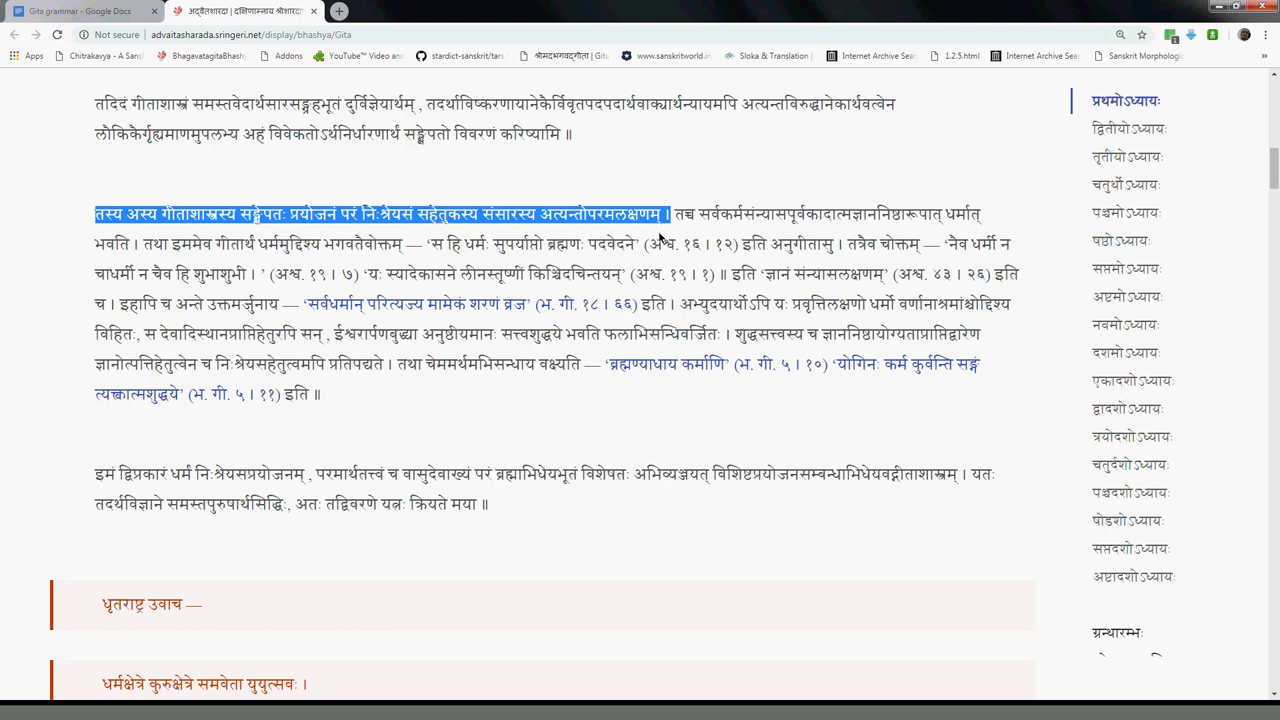 Gita grammar - Google Docs
अद्वैतशारदा | दक्षिणाम्नाय श्रीशारदा
Not secure | advaitasharada.sringeri.net/display/bhashya/Gita
Apps
Chitrakavya - A Sansl
BhagavatagitaBhashy
Addons
YouTube™ Video and
stardict-sanskrit/tars.
श्रीमद्भगवद्गीता | Gita
www.sanskritworld.in
Sloka & Translation |
Internet Archive Sear
1.2.5.html
Internet Archive Sear
Sanskrit Morphologic
तदिदं गीताशास्त्रं समस्तवेदार्थसारसङ्ग्रहभूतं दुर्विज्ञेयार्थम् , तदर्थाविष्करणायानेकैर्विवृतपदपदार्थवाक्यार्थन्यायमपि अत्यन्तविरुद्धानेकार्थवत्वेन
लौकिकैर्गृह्यमाणमुपलभ्य अहं विवेकतोऽर्थनिर्धारणार्थं सङ्क्षेपतो विवरणं करिष्यामि ॥
तस्य अस्य गीताशास्त्रस्य सङ्क्षेपतः प्रयोजनं परं निःश्रेयसं सहेतुकस्य संसारस्य अत्यन्तोपरमलक्षणम् । तच्च सर्वकर्मसंन्यासपूर्वकादात्मज्ञाननिष्ठारूपात् धर्मात्
भवति । तथा इममेव गीतार्थं धर्ममुद्दिश्य भगवतैवोक्तम् — ‘स हि धर्मः सुपर्याप्तो ब्रह्मणः पदवेदने’ (अश्व. १६ । १२) इति अनुगीतासु । तत्रैव चोक्तम् — ‘नैव धर्मी न
चाधर्मी न चैव हि शुभाशुभी । ’ (अश्व. १९ । ७) ‘यः स्यादेकासने लीनस्तूष्णीं किञ्चिदचिन्तयन्’ (अश्व. १९ । १) ॥ इति ‘ज्ञानं संन्यासलक्षणम्’ (अश्व. ४३ । २६) इति
च । इहापि च अन्ते उक्तमर्जुनाय — ‘सर्वधर्मान् परित्यज्य मामेकं शरणं व्रज’ (भ. गी. १८ । ६६) इति । अभ्युदयार्थोऽपि यः प्रवृत्तिलक्षणो धर्मो वर्णानाश्रमांश्चोद्दिश्य
विहितः, स देवादिस्थानप्राप्तिहेतुरपि सन् , ईश्वरार्पणबुद्ध्या अनुष्ठीयमानः सत्त्वशुद्धये भवति फलाभिसन्धिवर्जितः । शुद्धसत्त्वस्य च ज्ञाननिष्ठायोग्यताप्राप्तिद्वारेण
ज्ञानोत्पत्तिहेतुत्वेन च निःश्रेयसहेतुत्वमपि प्रतिपद्यते । तथा चेममर्थमभिसन्धाय वक्ष्यति — ‘ब्रह्मण्याधाय कर्माणि’ (भ. गी. ५ । १०) ‘योगिनः कर्म कुर्वन्ति सङ्गं
त्यक्त्वात्मशुद्धये’ (भ. गी. ५ । ११) इति ॥
इमं द्विप्रकारं धर्मं निःश्रेयसप्रयोजनम् , परमार्थतत्त्वं च वासुदेवाख्यं परं ब्रह्माभिधेयभूतं विशेषतः अभिव्यञ्जयत् विशिष्टप्रयोजनसम्बन्धाभिधेयवद्गीताशास्त्रम् । यतः
तदर्थविज्ञाने समस्तपुरुषार्थसिद्धिः, अतः तद्विवरणे यत्नः क्रियते मया ॥
धृतराष्ट्र उवाच —
धर्मक्षेत्रे कुरुक्षेत्रे समवेता युयुत्सवः ।
प्रथमोऽध्यायः
द्वितीयोऽध्यायः
तृतीयोऽध्यायः
चतुर्थोऽध्यायः
पञ्चमोऽध्यायः
षष्ठोऽध्यायः
सप्तमोऽध्यायः
अष्टमोऽध्यायः
नवमोऽध्यायः
दशमोऽध्यायः
एकादशोऽध्यायः
द्वादशोऽध्यायः
त्रयोदशोऽध्यायः
चतुर्दशोऽध्यायः
पञ्चदशोऽध्यायः
षोडशोऽध्यायः
सप्तदशोऽध्यायः
अष्टादशोऽध्यायः
ग्रन्थारम्भः